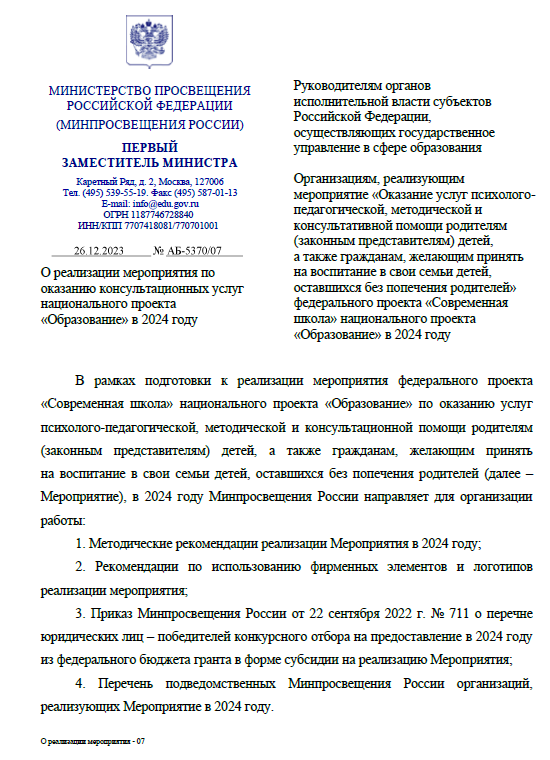 МИНИСТЕРСТВО ПРОСВЕЩЕНИЯ
РОССИЙСКОЙ ФЕДЕРАЦИИ
(МИНПРОСВЕЩЕНИЯ РОССИИ)
ПЕРВЫЙ
ЗАМЕСТИТЕЛЬ МИНИСТРА
Каретный Ряд, д. 2, Москва, 127006
Тел. (495) 539-55-19. Факс (495) 587-01-13
E-mail: info@edu.gov.ru
ОГРН 1187746728840
ИНН/КПП 7707418081/770701001
26.12.2023 № АБ-5370/07
О реализации мероприятия по
оказанию консультационных услуг
национального проекта
«Образование» в 2024 году
Руководителям органов
исполнительной власти субъектов
Российской Федерации,
осуществляющих государственное
управление в сфере образования
Организациям, реализующим
мероприятие «Оказание услуг психолого-
педагогической, методической и
консультативной помощи родителям
(законным представителям) детей,
а также гражданам, желающим принять
на воспитание в свои семьи детей,
оставшихся без попечения родителей»
федерального проекта «Современная
школа» национального проекта
«Образование» в 2024 году
В рамках подготовки к реализации мероприятия федерального проекта
«Современная школа» национального проекта «Образование» по оказанию услуг
психолого-педагогической, методической и консультационной помощи родителям
(законным представителям) детей, а также гражданам, желающим принять
на воспитание в свои семьи детей, оставшихся без попечения родителей (далее –
Мероприятие), в 2024 году Минпросвещения России направляет для организации
работы:
1. Методические рекомендации реализации Мероприятия в 2024 году;
2. Рекомендации по использованию фирменных элементов и логотипов
реализации мероприятия;
3. Приказ Минпросвещения России от 22 сентября 2022 г. № 711 о перечне
юридических лиц – победителей конкурсного отбора на предоставление в 2024 году
из федерального бюджета гранта в форме субсидии на реализацию Мероприятия;
4. Перечень подведомственных Минпросвещения России организаций,
реализующих Мероприятие в 2024 году.
О реализации мероприятия - 07